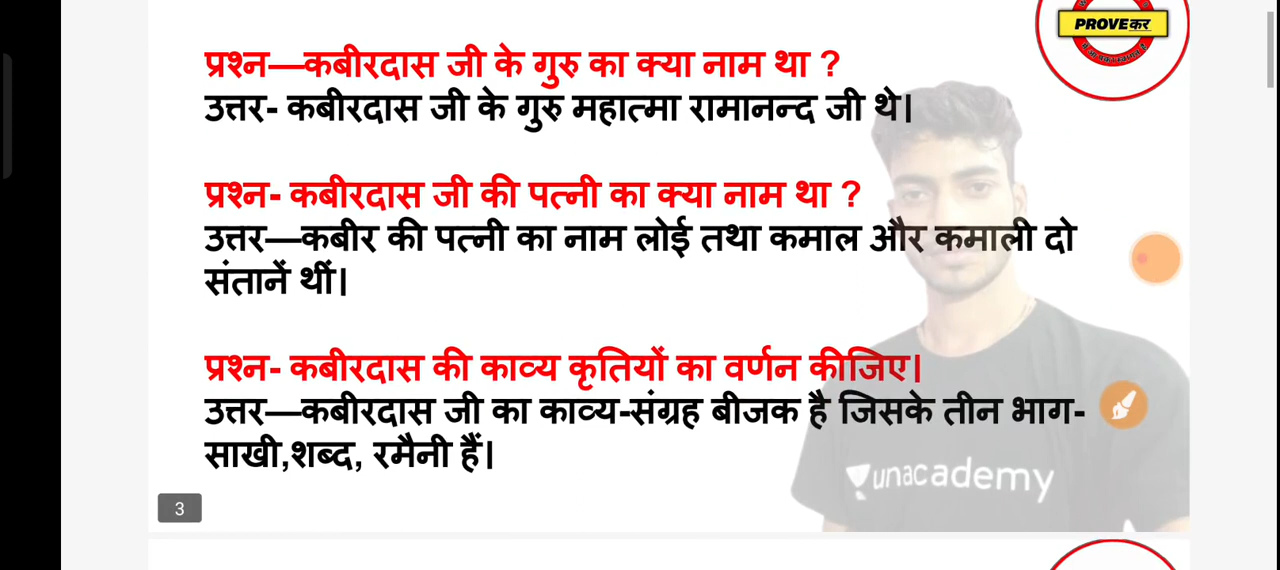 PROVEकर
प्रश्न—कबीरदास जी के गुरु का क्या नाम था ?
उत्तर- कबीरदास जी के गुरु महात्मा रामानन्द जी थे।
प्रश्न- कबीरदास जी की पत्नी का क्या नाम था ?
उत्तर—कबीर की पत्नी का नाम लोई तथा कमाल और कमाली दो
संतानें थीं।
प्रश्न- कबीरदास की काव्य कृतियों का वर्णन कीजिए।
उत्तर—कबीरदास जी का काव्य-संग्रह बीजक है जिसके तीन भाग-
साखी,शब्द, रमैनी हैं।
unacademy
3